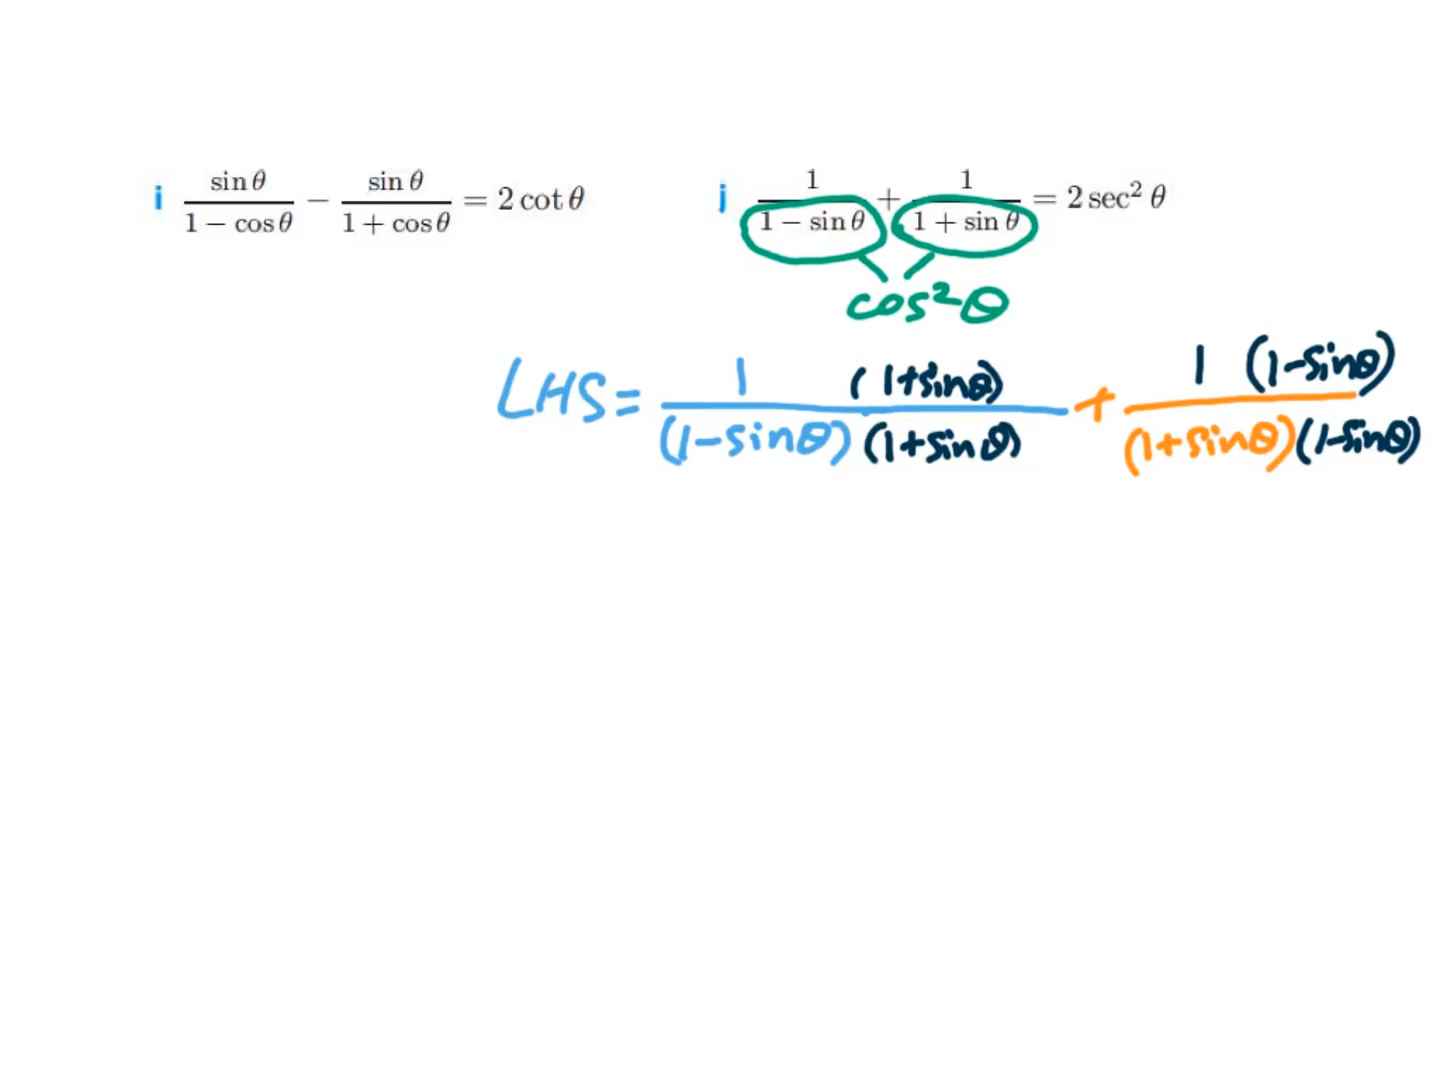 i sinθ/(1 − cosθ) − sinθ/(1 + cosθ) = 2 cot θ
j 1/(1 − sin θ) + 1/(1 + sin θ) = 2 sec² θ
cos²θ
LHS = 1 (1+sinθ)/(1−sinθ)(1+sinθ) + 1 (1−sinθ)/(1+sinθ)(1−sinθ)